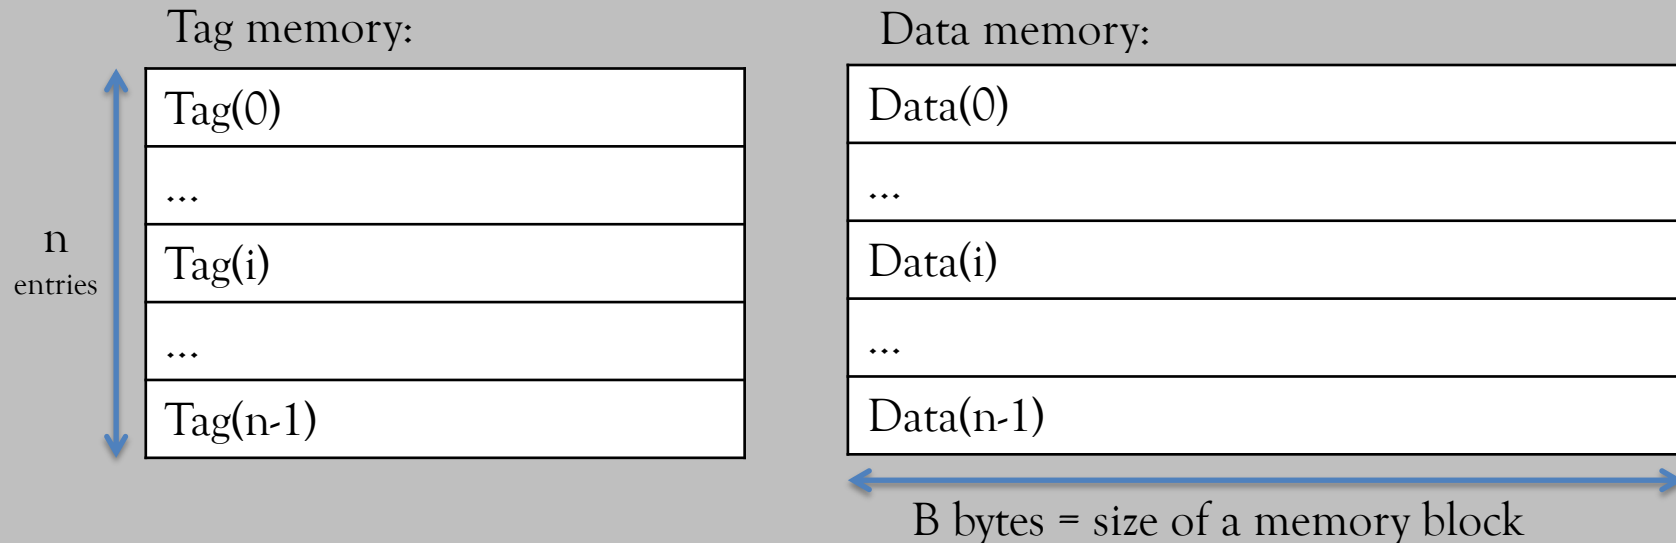 Tag memory:
Data memory:
Tag(0)
...
Tag(i)
...
Tag(n-1)
n
entries
Data(0)
...
Data(i)
...
Data(n-1)
B bytes = size of a memory block